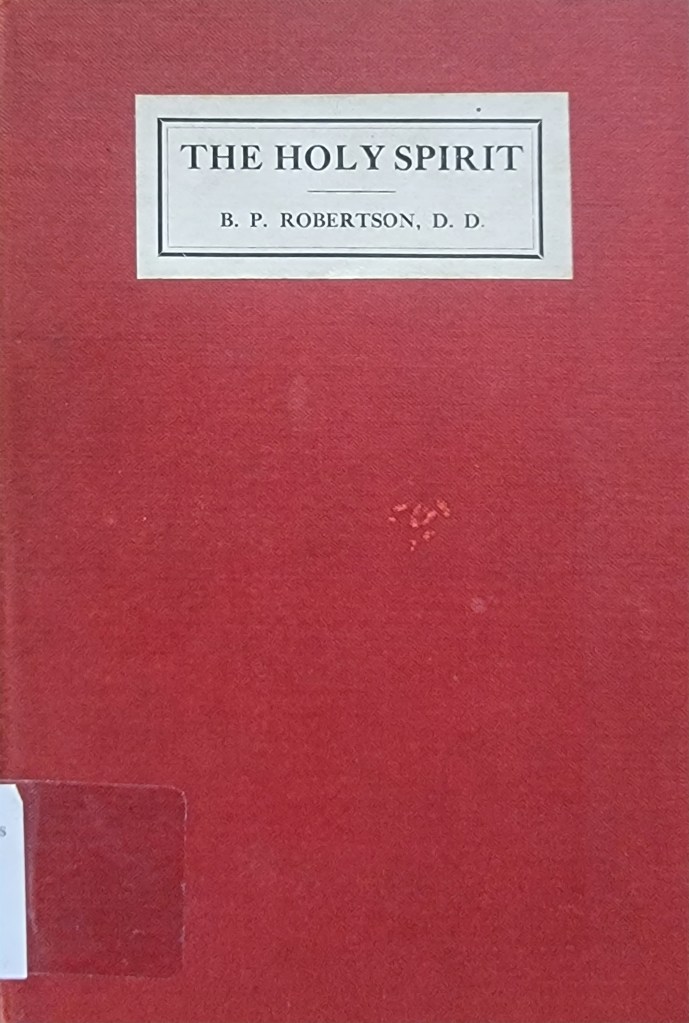 THE HOLY SPIRIT
B. P. ROBERTSON, D. D.
s